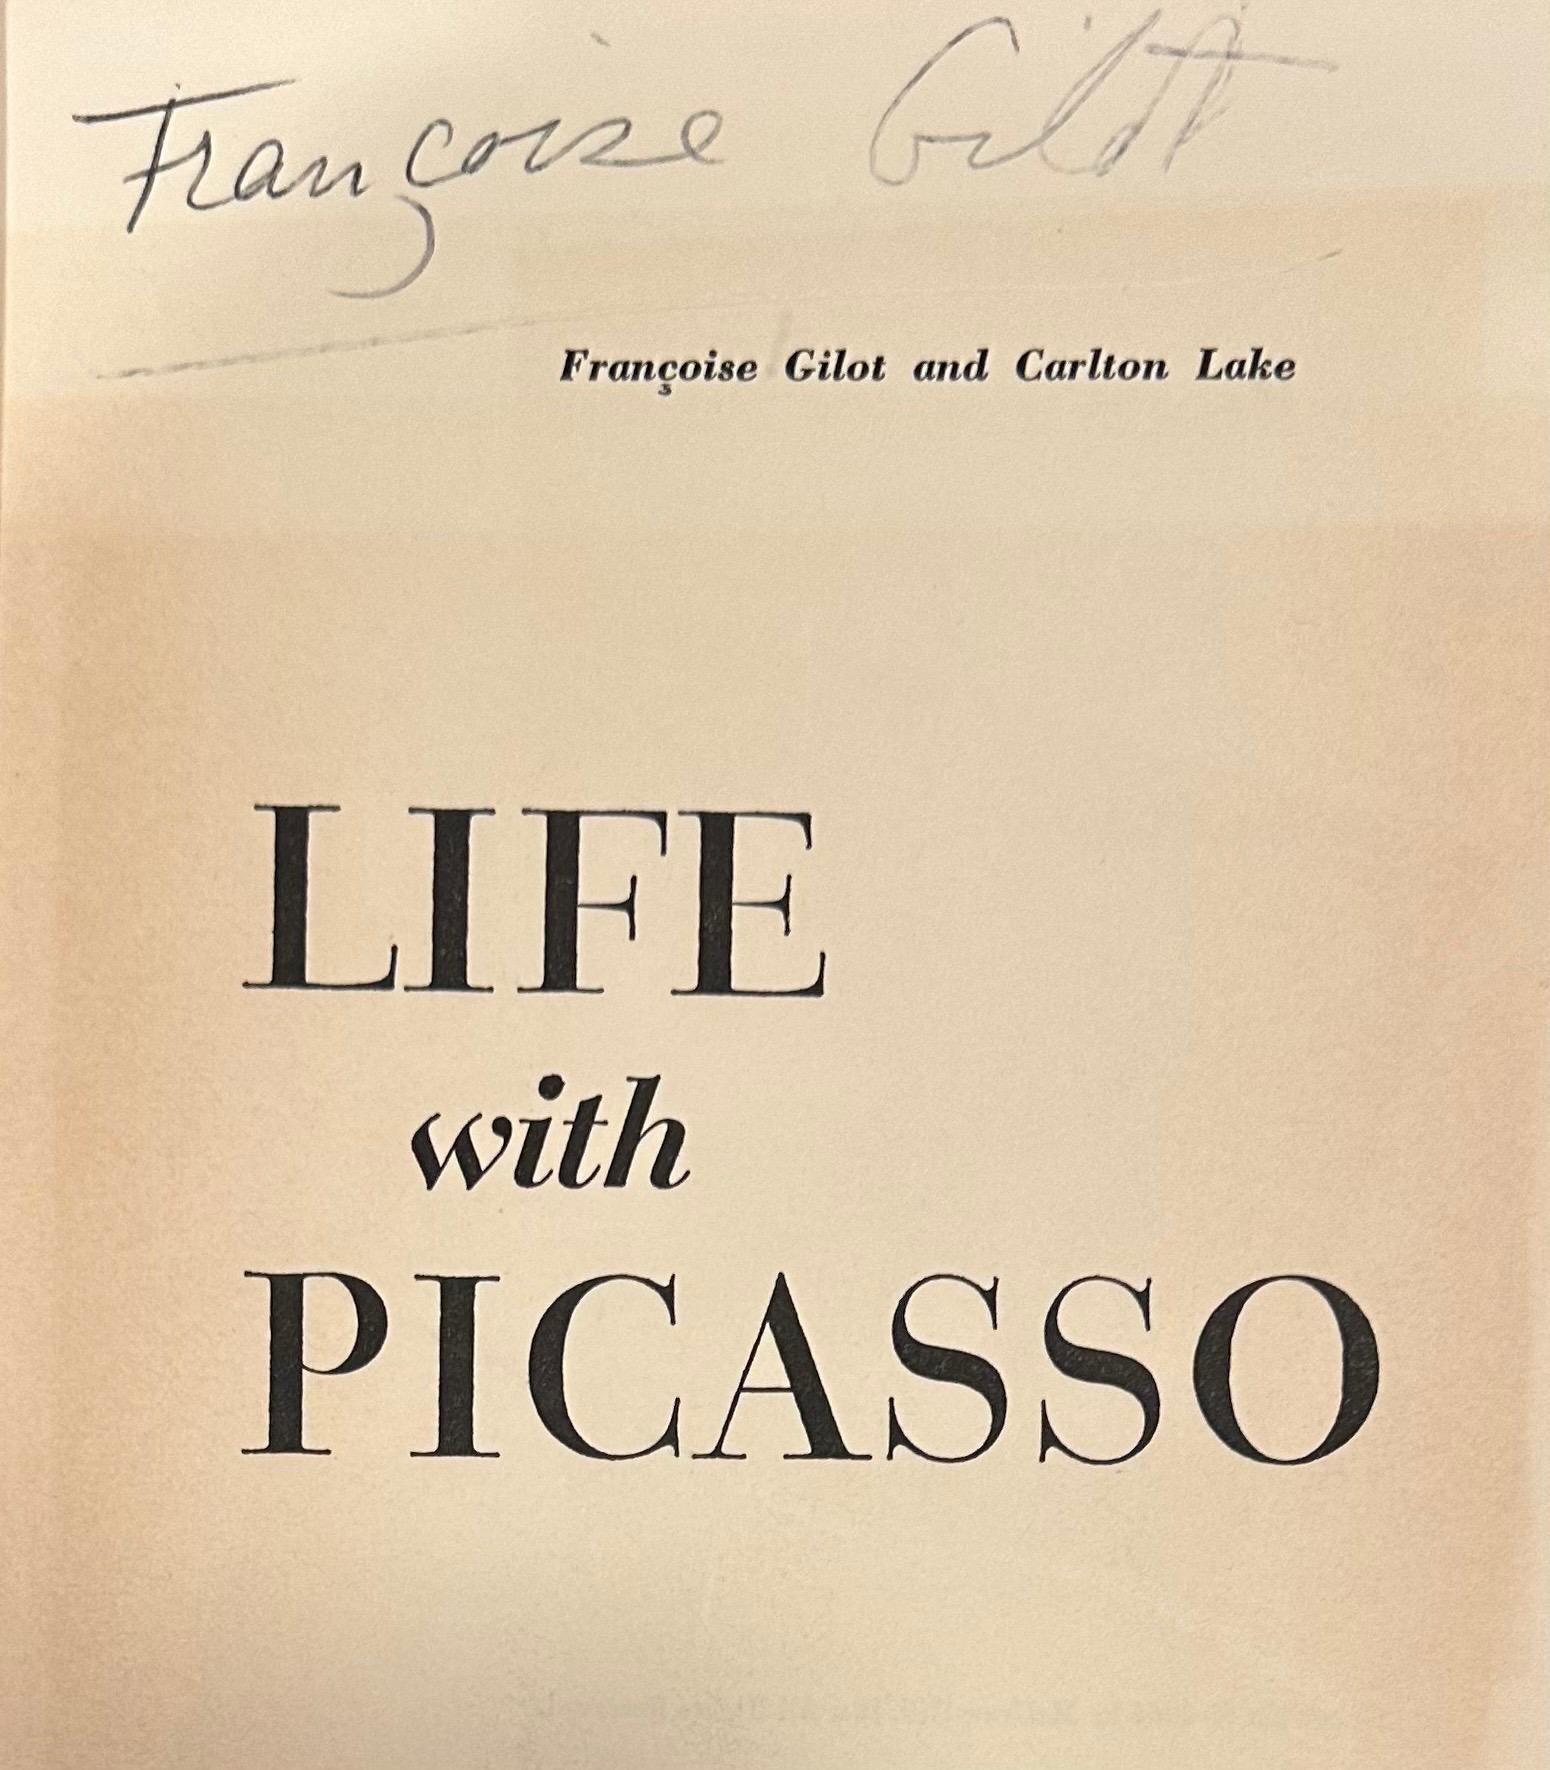 Françoise Gilot
Françoise Gilot and Carlton Lake
LIFE
with
PICASSO